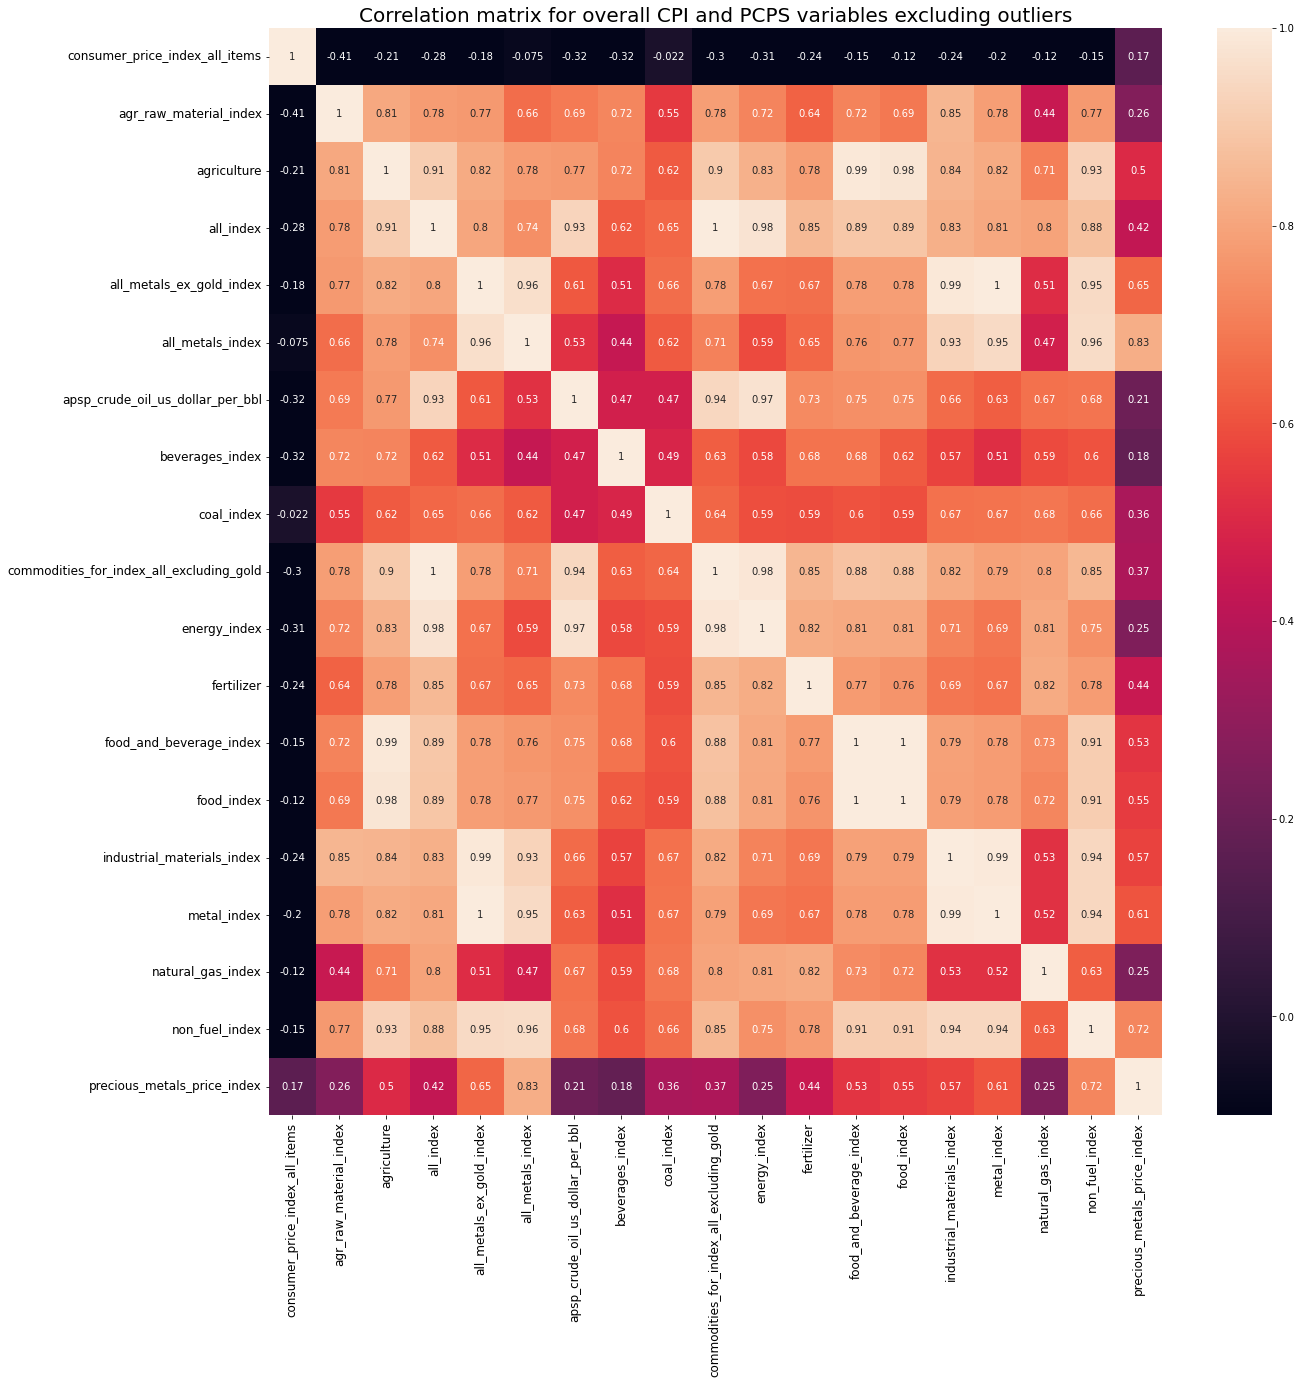 Correlation matrix for overall CPI and PCPS variables excluding outliers
consumer_price_index_all_items 1 -0.41 -0.21 -0.28 -0.18 -0.075 -0.32 -0.32 -0.022 -0.3 -0.31 -0.24 -0.15 -0.12 -0.24 -0.2 -0.12 -0.15 0.17
agr_raw_material_index -0.41 1 0.81 0.78 0.77 0.66 0.69 0.72 0.55 0.78 0.72 0.64 0.72 0.69 0.85 0.78 0.44 0.77 0.26
agriculture -0.21 0.81 1 0.91 0.82 0.78 0.77 0.72 0.62 0.9 0.83 0.78 0.99 0.98 0.84 0.82 0.71 0.93 0.5
all_index -0.28 0.78 0.91 1 0.8 0.74 0.93 0.62 0.65 1 0.98 0.85 0.89 0.89 0.83 0.81 0.8 0.88 0.42
all_metals_ex_gold_index -0.18 0.77 0.82 0.8 1 0.96 0.61 0.51 0.66 0.78 0.67 0.67 0.78 0.78 0.99 1 0.51 0.95 0.65
all_metals_index -0.075 0.66 0.78 0.74 0.96 1 0.53 0.44 0.62 0.71 0.59 0.65 0.76 0.77 0.93 0.95 0.47 0.96 0.83
apsp_crude_oil_us_dollar_per_bbl -0.32 0.69 0.77 0.93 0.61 0.53 1 0.47 0.47 0.94 0.97 0.73 0.75 0.75 0.66 0.63 0.67 0.68 0.21
beverages_index -0.32 0.72 0.72 0.62 0.51 0.44 0.47 1 0.49 0.63 0.58 0.68 0.68 0.62 0.57 0.51 0.59 0.6 0.18
coal_index -0.022 0.55 0.62 0.65 0.66 0.62 0.47 0.49 1 0.64 0.59 0.59 0.6 0.59 0.67 0.67 0.68 0.66 0.36
commodities_for_index_all_excluding_gold -0.3 0.78 0.9 1 0.78 0.71 0.94 0.63 0.64 1 0.98 0.85 0.88 0.88 0.82 0.79 0.8 0.85 0.37
energy_index -0.31 0.72 0.83 0.98 0.67 0.59 0.97 0.58 0.59 0.98 1 0.82 0.81 0.81 0.71 0.69 0.81 0.75 0.25
fertilizer -0.24 0.64 0.78 0.85 0.67 0.65 0.73 0.68 0.59 0.85 0.82 1 0.77 0.76 0.69 0.67 0.82 0.78 0.44
food_and_beverage_index -0.15 0.72 0.99 0.89 0.78 0.76 0.75 0.68 0.6 0.88 0.81 0.77 1 1 0.79 0.78 0.73 0.91 0.53
food_index -0.12 0.69 0.98 0.89 0.78 0.77 0.75 0.62 0.59 0.88 0.81 0.76 1 1 0.79 0.78 0.72 0.91 0.55
industrial_materials_index -0.24 0.85 0.84 0.83 0.99 0.93 0.66 0.57 0.67 0.82 0.71 0.69 0.79 0.79 1 0.99 0.53 0.94 0.57
metal_index -0.2 0.78 0.82 0.81 1 0.95 0.63 0.51 0.67 0.79 0.69 0.67 0.78 0.78 0.99 1 0.52 0.94 0.61
natural_gas_index -0.12 0.44 0.71 0.8 0.51 0.47 0.67 0.59 0.68 0.8 0.81 0.82 0.73 0.72 0.53 0.52 1 0.63 0.25
non_fuel_index -0.15 0.77 0.93 0.88 0.95 0.96 0.68 0.6 0.66 0.85 0.75 0.78 0.91 0.91 0.94 0.94 0.63 1 0.72
precious_metals_price_index 0.17 0.26 0.5 0.42 0.65 0.83 0.21 0.18 0.36 0.37 0.25 0.44 0.53 0.55 0.57 0.61 0.25 0.72 1
consumer_price_index_all_items
agr_raw_material_index
agriculture
all_index
all_metals_ex_gold_index
all_metals_index
apsp_crude_oil_us_dollar_per_bbl
beverages_index
coal_index
commodities_for_index_all_excluding_gold
energy_index
fertilizer
food_and_beverage_index
food_index
industrial_materials_index
metal_index
natural_gas_index
non_fuel_index
precious_metals_price_index
1.0
0.8
0.6
0.4
0.2
0.0